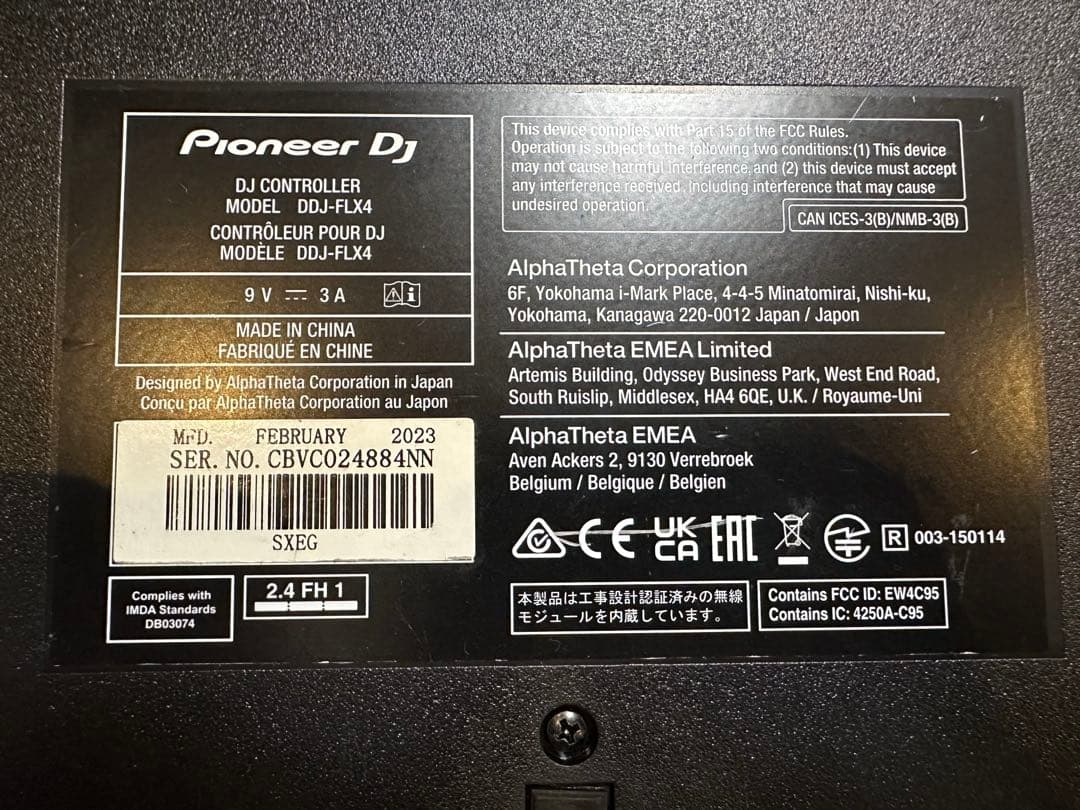 Pioneer Dj
DJ CONTROLLER
MODEL DDJ-FLX4
CONTRÔLEUR POUR DJ
MODÈLE DDJ-FLX4
9 V 3 A
MADE IN CHINA
FABRIQUÉ EN CHINE
Designed by AlphaTheta Corporation in Japan
Conçu par AlphaTheta Corporation au Japon
MFD. FEBRUARY 2023
SER. NO. CBVC024884NN
SXEG
Complies with
IMDA Standards
DB03074
2.4 FH 1
This device complies with Part 15 of the FCC Rules.
Operation is subject to the following two conditions:(1) This device
may not cause harmful interference, and (2) this device must accept
any interference received, including interference that may cause
undesired operation.
CAN ICES-3(B)/NMB-3(B)
AlphaTheta Corporation
6F, Yokohama i-Mark Place, 4-4-5 Minatomirai, Nishi-ku,
Yokohama, Kanagawa 220-0012 Japan / Japon
AlphaTheta EMEA Limited
Artemis Building, Odyssey Business Park, West End Road,
South Ruislip, Middlesex, HA4 6QE, U.K. / Royaume-Uni
AlphaTheta EMEA
Aven Ackers 2, 9130 Verrebroek
Belgium / Belgique / Belgien
CE UK CA EAC R 003-150114
本製品は工事設計認証済みの無線
モジュールを内蔵しています。
Contains FCC ID: EW4C95
Contains IC: 4250A-C95